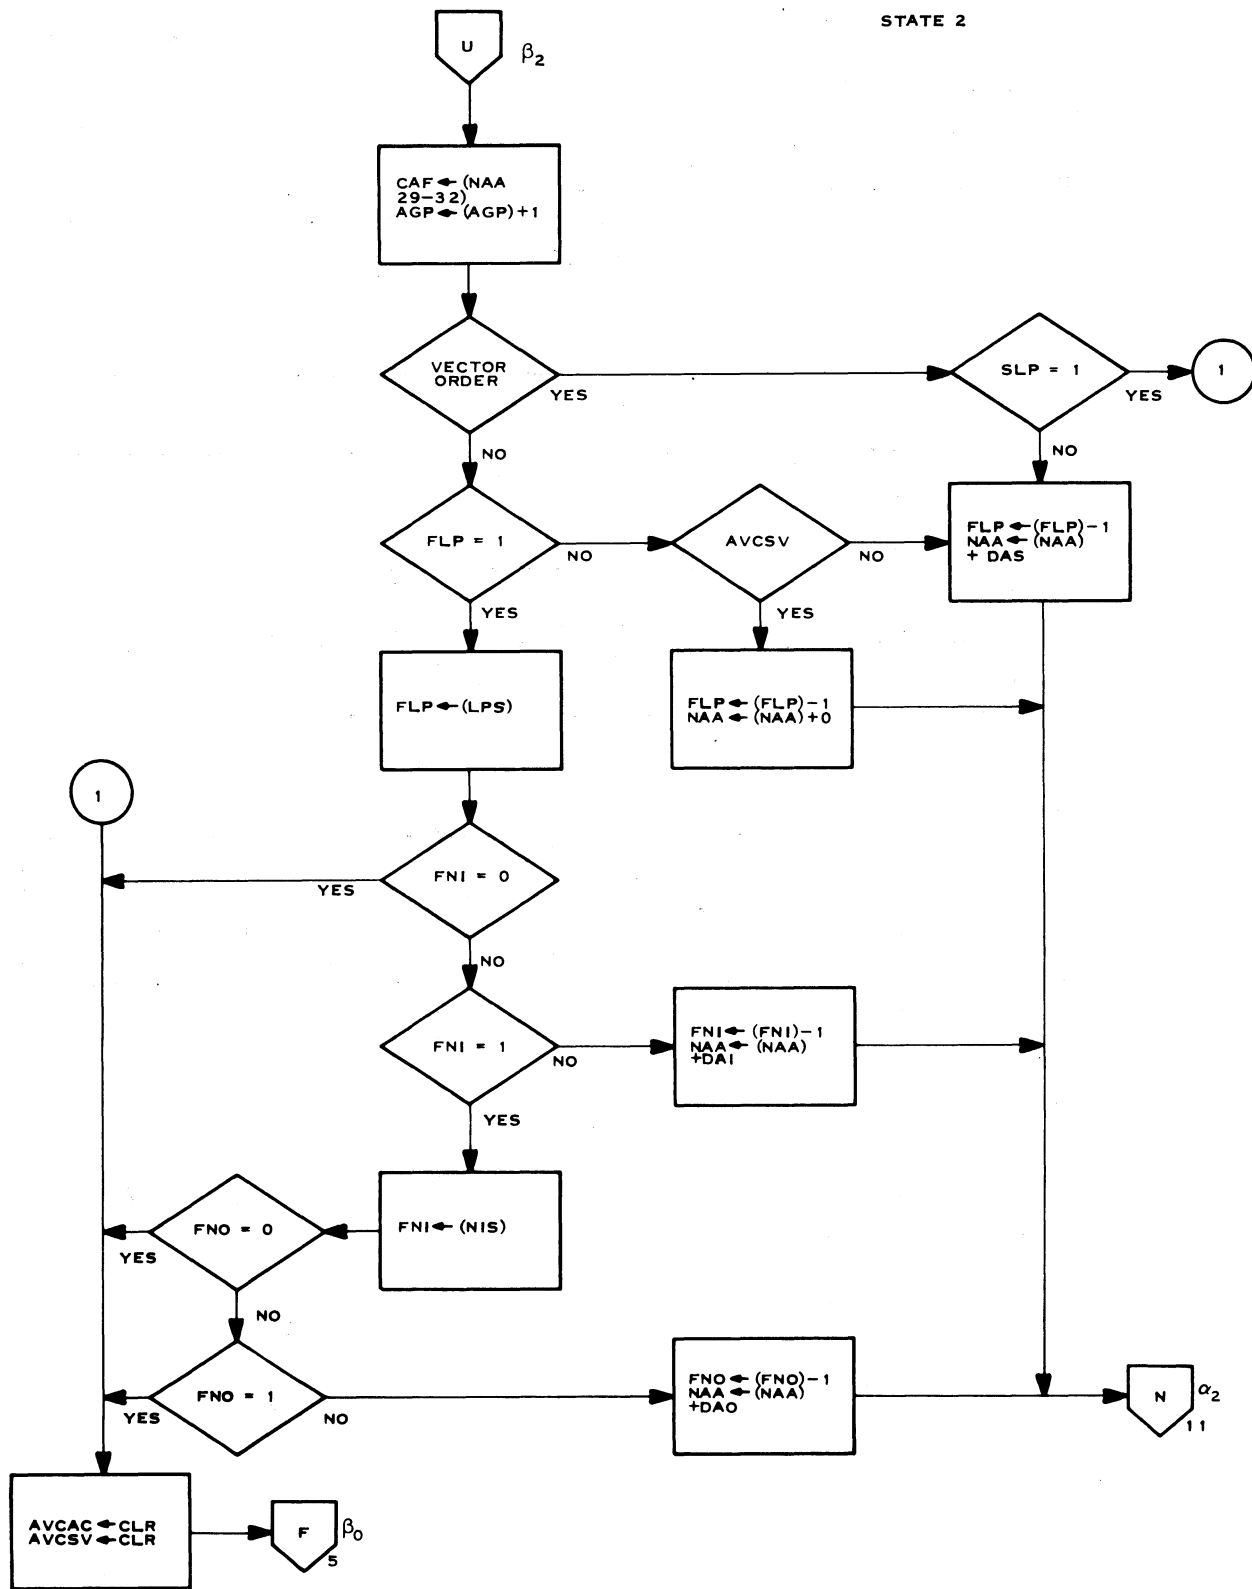 STATE 2
U
β₂
CAF ← (NAA
29-32)
AGP ← (AGP)+1
VECTOR
ORDER
YES
SLP = 1
YES
1
NO
NO
FLP = 1
NO
AVCSV
NO
FLP ← (FLP)-1
NAA ← (NAA)
+ DAS
YES
YES
FLP ← (LPS)
FLP ← (FLP)-1
NAA ← (NAA)+0
1
FNI = 0
YES
NO
FNI = 1
NO
FNI ← (FNI)-1
NAA ← (NAA)
+DAI
YES
FNO = 0
YES
FNI ← (NIS)
NO
FNO = 1
YES
NO
FNO ← (FNO)-1
NAA ← (NAA)
+DAO
N
α₂
11
AVCAC ← CLR
AVCSV ← CLR
F
β₀
5